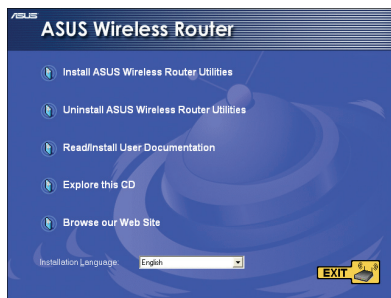 ASUS
ASUS Wireless Router
Install ASUS Wireless Router Utilities
Uninstall ASUS Wireless Router Utilities
Read/Install User Documentation
Explore this CD
Browse our Web Site
Installation Language: English
EXIT